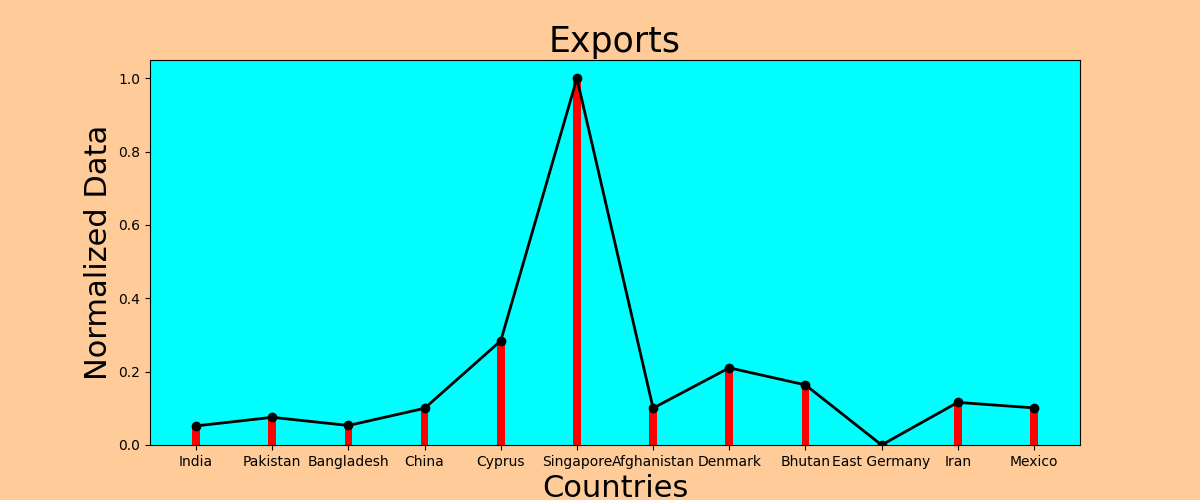 Exports
Normalized Data
1.0
0.8
0.6
0.4
0.2
0.0
India Pakistan Bangladesh China Cyprus Singapore Afghanistan Denmark Bhutan East Germany Iran Mexico
Countries